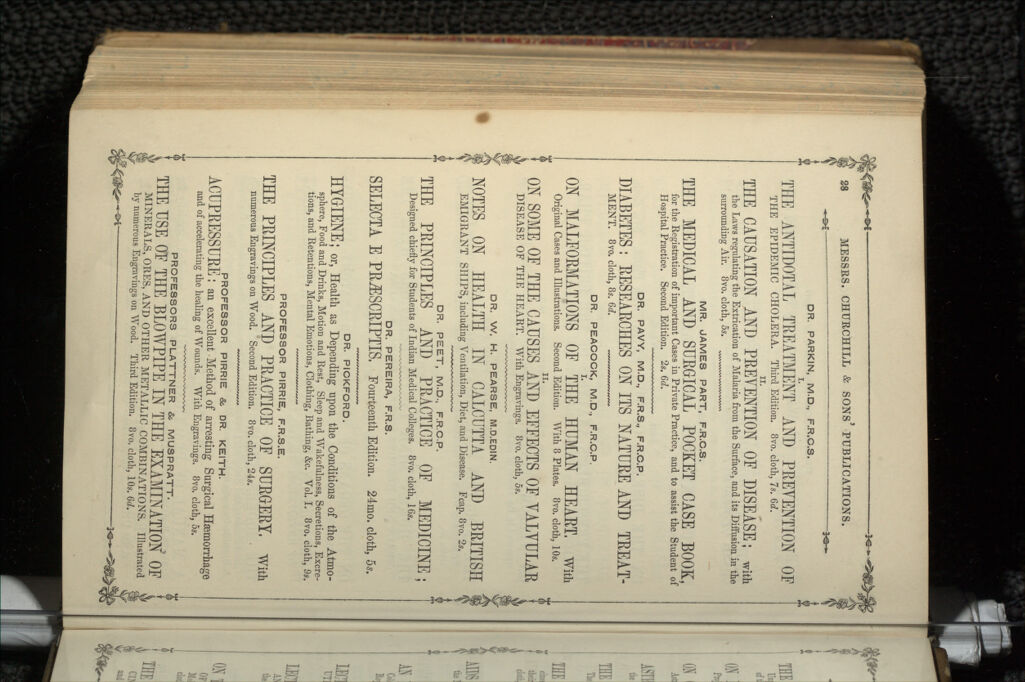 28 MESSRS. CHURCHILL & SONS' PUBLICATIONS.
DR. PARKIN, M.D., F.R.C.S.
I.
THE ANTIDOTAL TREATMENT AND PREVENTION OF
THE EPIDEMIC CHOLERA. Third Edition. 8vo. cloth, 7s. 6d.
II.
THE CAUSATION AND PREVENTION OF DISEASE; with
the Laws regulating the Extrication of Malaria from the Surface, and its Diffusion in the
surrounding Air. 8vo. cloth, 5s.
MR. JAMES PART, F.R.C.S.
THE MEDICAL AND SURGICAL POCKET CASE BOOK,
for the Registration of important Cases in Private Practice, and to assist the Student of
Hospital Practice. Second Edition. 2s. 6d.
DR. PAVY, M.D., F.R.S., F.R.C.P.
DIABETES: RESEARCHES ON ITS NATURE AND TREAT-
MENT. 8vo. cloth, 8s. 6d.
DR. PEACOCK, M.D., F.R.C.P.
I.
ON MALFORMATIONS OF THE HUMAN HEART. With
Original Cases and Illustrations. Second Edition. With 8 Plates. 8vo. cloth, 10s.
II.
ON SOME OF THE CAUSES AND EFFECTS OF VALVULAR
DISEASE OF THE HEART. With Engravings. 8vo. cloth, 5s.
DR. W. H. PEARSE, M.D.EDIN.
NOTES ON HEALTH IN CALCUTTA AND BRITISH
EMIGRANT SHIPS, including Ventilation, Diet, and Disease. Fcap. 8vo. 2s.
DR. PEET, M.D., F.R.C.P.
THE PRINCIPLES AND PRACTICE OF MEDICINE;
Designed chiefly for Students of Indian Medical Colleges. 8vo. cloth, 16s.
DR. PEREIRA, F.R.S.
SELECTA E PRÆSCRIPTIS. Fourteenth Edition. 24mo. cloth, 5s.
DR. PICKFORD.
HYGIENE; or, Health as Depending upon the Conditions of the Atmo-
sphere, Food and Drinks, Motion and Rest, Sleep and Wakefulness, Secretions, Excre-
tions, and Retentions, Mental Emotions, Clothing, Bathing, &c. Vol. I. 8vo. cloth, 9s.
PROFESSOR PIRRIE, F.R.S.E.
THE PRINCIPLES AND PRACTICE OF SURGERY. With
numerous Engravings on Wood. Second Edition. 8vo. cloth, 24s.
PROFESSOR PIRRIE & DR. KEITH.
ACUPRESSURE: an excellent Method of arresting Surgical Hæmorrhage
and of accelerating the healing of Wounds. With Engravings. 8vo. cloth, 5s.
PROFESSORS PLATTNER & MUSPRATT.
THE USE OF THE BLOWPIPE IN THE EXAMINATION OF
MINERALS, ORES, AND OTHER METALLIC COMBINATIONS. Illustrated
by numerous Engravings on Wood. Third Edition. 8vo. cloth, 10s. 6d.
THE
ON
ON
AST
THE
THE
AIDS
AN
LECT
LECT
ON
THE